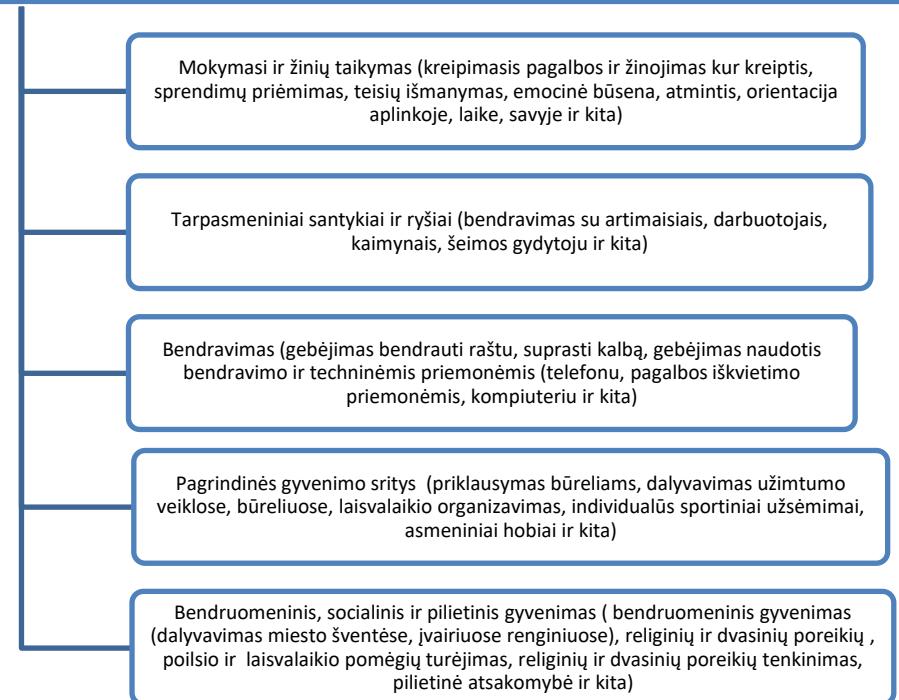 Mokymasi ir žinių taikymas (kreipimasis pagalbos ir žinojimas kur kreiptis,
sprendimų priėmimas, teisių išmanymas, emocinė būsena, atmintis, orientacija
aplinkoje, laike, savyje ir kita)
Tarpasmeniniai santykiai ir ryšiai (bendravimas su artimaisiais, darbuotojais,
kaimynais, šeimos gydytoju ir kita)
Bendravimas (gebėjimas bendrauti raštu, suprasti kalbą, gebėjimas naudotis
bendravimo ir techninėmis priemonėmis (telefonu, pagalbos iškvietimo
priemonėmis, kompiuteriu ir kita)
Pagrindinės gyvenimo sritys (priklausymas būreliams, dalyvavimas užimtumo
veiklose, būreliuose, laisvalaikio organizavimas, individualūs sportiniai užsėmimai,
asmeniniai hobiai ir kita)
Bendruomeninis, socialinis ir pilietinis gyvenimas ( bendruomeninis gyvenimas
(dalyvavimas miesto šventėse, įvairiuose renginiuose), religinių ir dvasinių poreikių ,
poilsio ir laisvalaikio pomėgių turėjimas, religinių ir dvasinių poreikių tenkinimas,
pilietinė atsakomybė ir kita)